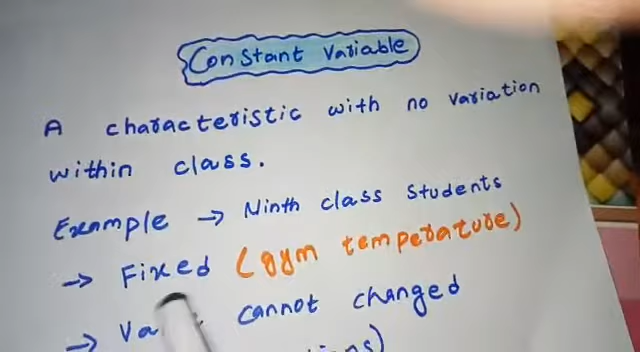 Constant Variable
A characteristic with no variation
within class.
Example → Ninth class students
→ Fixed (gym temperature)
→ cannot changed